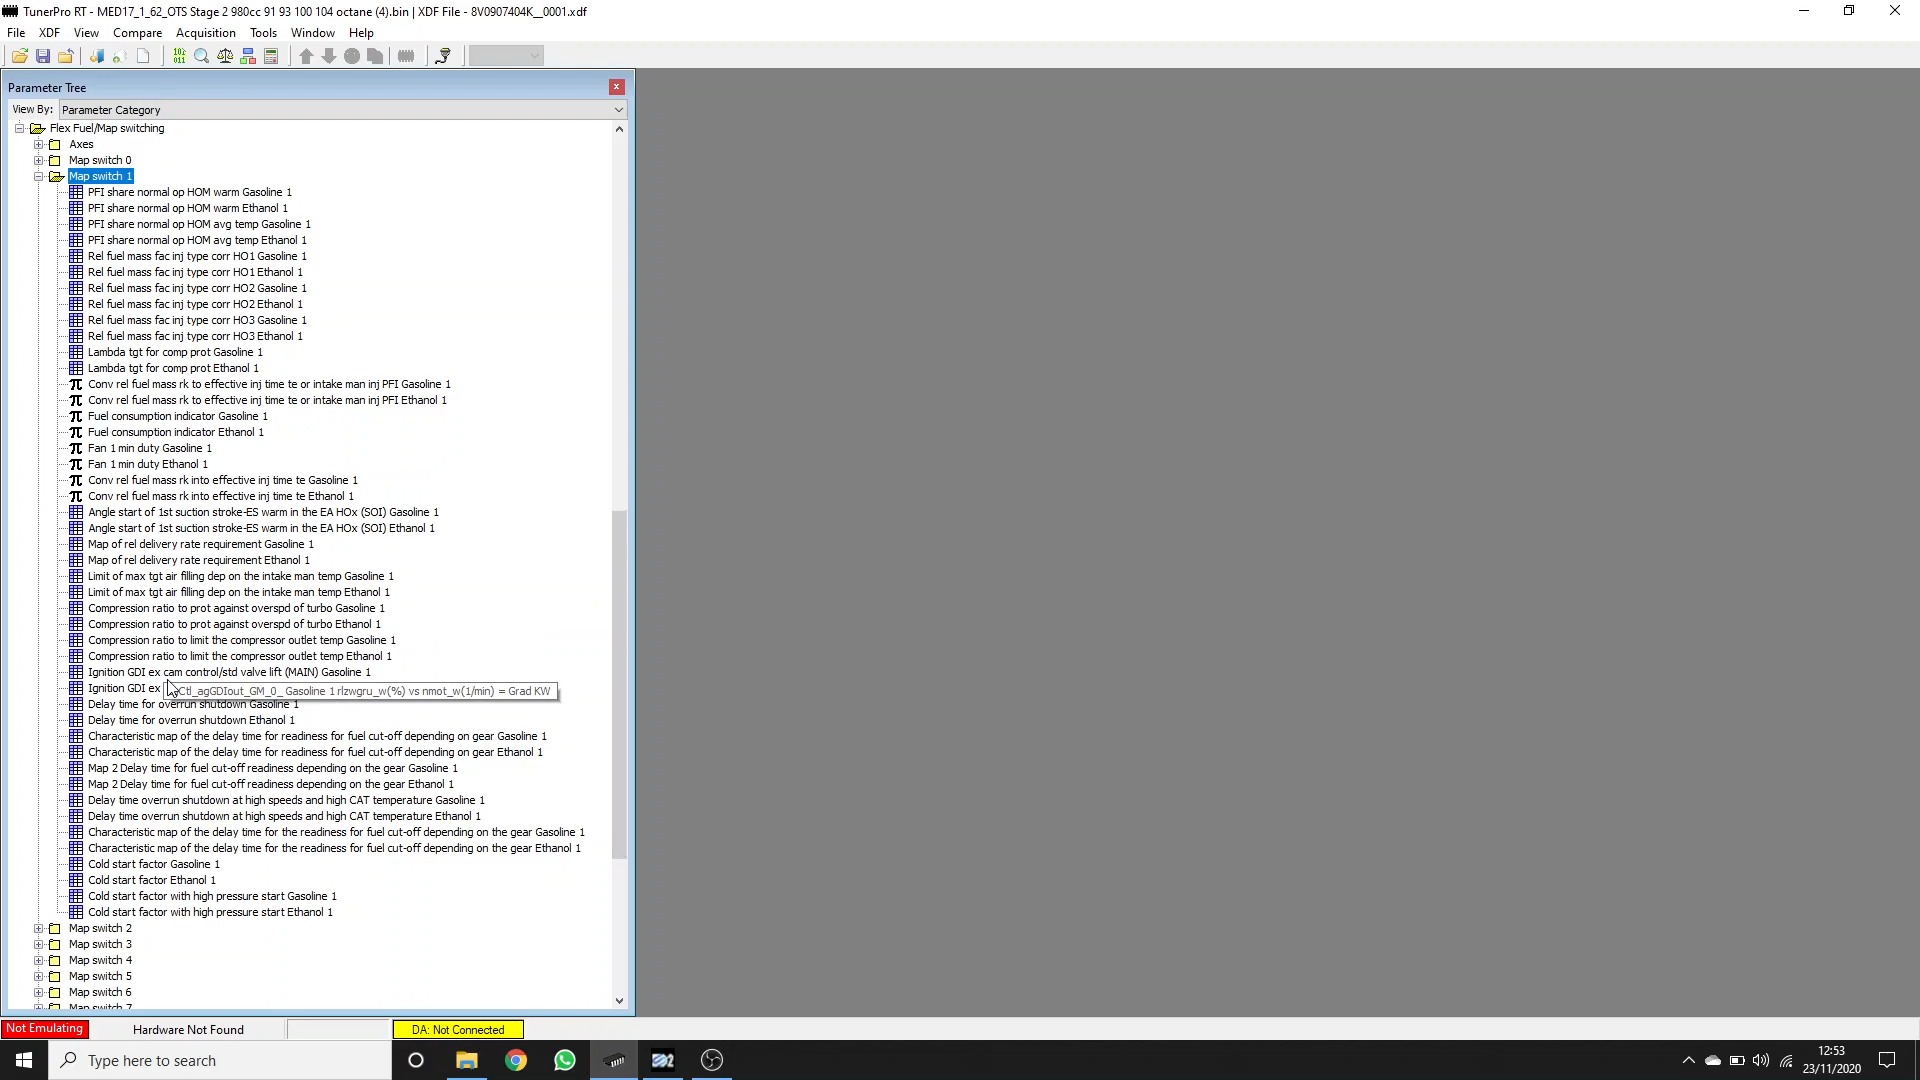 TunerPro RT - MED17_1_62_OTS Stage 2 980cc 91 93 100 104 octane (4).bin | XDF File - 8V0907404K__0001.xdf
File XDF View Compare Acquisition Tools Window Help
Parameter Tree
View By: Parameter Category
Flex Fuel/Map switching
Axes
Map switch 0
Map switch 1
PFI share normal op HOM warm Gasoline 1
PFI share normal op HOM warm Ethanol 1
PFI share normal op HOM avg temp Gasoline 1
PFI share normal op HOM avg temp Ethanol 1
Rel fuel mass fac inj type corr HO1 Gasoline 1
Rel fuel mass fac inj type corr HO1 Ethanol 1
Rel fuel mass fac inj type corr HO2 Gasoline 1
Rel fuel mass fac inj type corr HO2 Ethanol 1
Rel fuel mass fac inj type corr HO3 Gasoline 1
Rel fuel mass fac inj type corr HO3 Ethanol 1
Lambda tgt for comp prot Gasoline 1
Lambda tgt for comp prot Ethanol 1
Conv rel fuel mass rk to effective inj time te or intake man inj PFI Gasoline 1
Conv rel fuel mass rk to effective inj time te or intake man inj PFI Ethanol 1
Fuel consumption indicator Gasoline 1
Fuel consumption indicator Ethanol 1
Fan 1 min duty Gasoline 1
Fan 1 min duty Ethanol 1
Conv rel fuel mass rk into effective inj time te Gasoline 1
Conv rel fuel mass rk into effective inj time te Ethanol 1
Angle start of 1st suction stroke-ES warm in the EA HOx (SOI) Gasoline 1
Angle start of 1st suction stroke-ES warm in the EA HOx (SOI) Ethanol 1
Map of rel delivery rate requirement Gasoline 1
Map of rel delivery rate requirement Ethanol 1
Limit of max tgt air filling dep on the intake man temp Gasoline 1
Limit of max tgt air filling dep on the intake man temp Ethanol 1
Compression ratio to prot against overspd of turbo Gasoline 1
Compression ratio to prot against overspd of turbo Ethanol 1
Compression ratio to limit the compressor outlet temp Gasoline 1
Compression ratio to limit the compressor outlet temp Ethanol 1
Ignition GDI ex cam control/std valve lift (MAIN) Gasoline 1
Ignition GDI ex Ctl_agGDIout_GM_0_ Gasoline 1 rlzwgru_w(%) vs nmot_w(1/min) = Grad KW
Delay time for overrun shutdown Gasoline 1
Delay time for overrun shutdown Ethanol 1
Characteristic map of the delay time for readiness for fuel cut-off depending on gear Gasoline 1
Characteristic map of the delay time for readiness for fuel cut-off depending on gear Ethanol 1
Map 2 Delay time for fuel cut-off readiness depending on the gear Gasoline 1
Map 2 Delay time for fuel cut-off readiness depending on the gear Ethanol 1
Delay time overrun shutdown at high speeds and high CAT temperature Gasoline 1
Delay time overrun shutdown at high speeds and high CAT temperature Ethanol 1
Characteristic map of the delay time for the readiness for fuel cut-off depending on the gear Gasoline 1
Characteristic map of the delay time for the readiness for fuel cut-off depending on the gear Ethanol 1
Cold start factor Gasoline 1
Cold start factor Ethanol 1
Cold start factor with high pressure start Gasoline 1
Cold start factor with high pressure start Ethanol 1
Map switch 2
Map switch 3
Map switch 4
Map switch 5
Map switch 6
Map switch 7
Not Emulating Hardware Not Found DA: Not Connected
Type here to search
12:53
23/11/2020